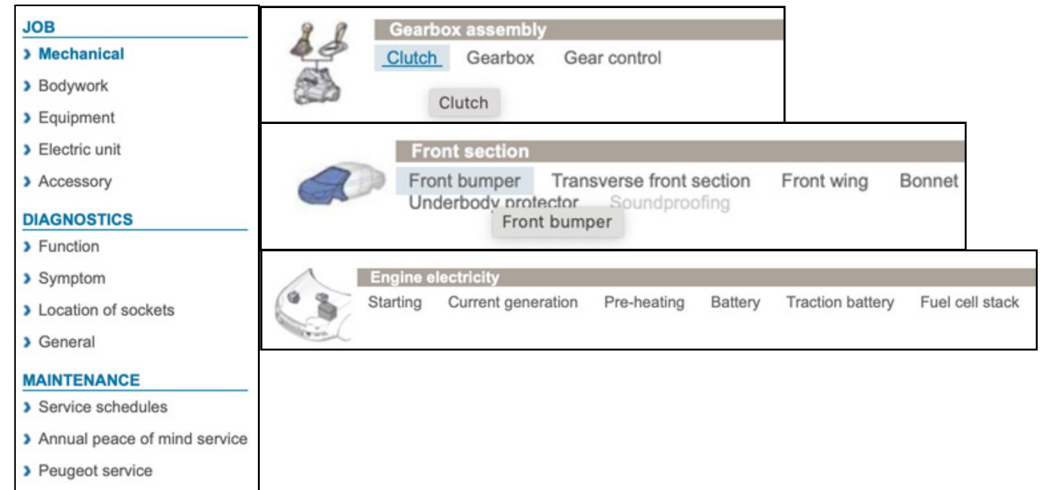 JOB
Mechanical
Bodywork
Equipment
Electric unit
Accessory
DIAGNOSTICS
Function
Symptom
Location of sockets
General
MAINTENANCE
Service schedules
Annual peace of mind service
Peugeot service
Gearbox assembly
Clutch Gearbox Gear control
Clutch
Front section
Front bumper Transverse front section Front wing Bonnet
Underbody protector Soundproofing
Front bumper
Engine electricity
Starting Current generation Pre-heating Battery Traction battery Fuel cell stack